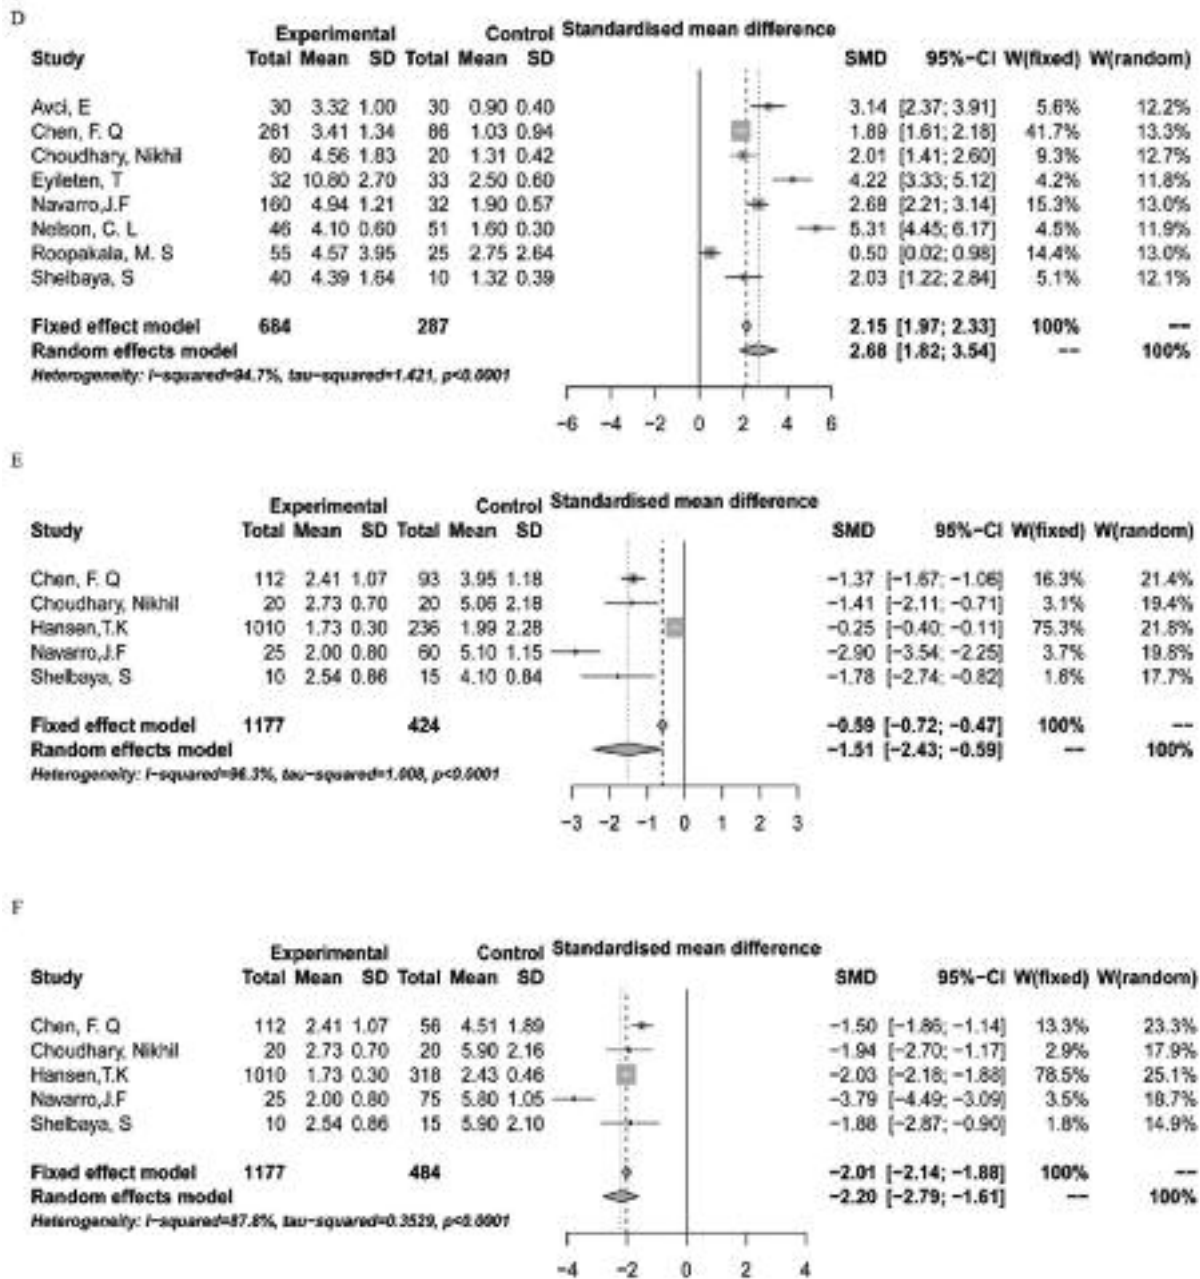 D
Experimental Control Standardised mean difference
Study Total Mean SD Total Mean SD SMD 95%-CI W(fixed) W(random)
Avci, E 30 3.32 1.00 30 0.90 0.40 3.14 [2.37; 3.91] 5.6% 12.2%
Chen, F. Q 261 3.41 1.34 86 1.03 0.94 1.89 [1.61; 2.18] 41.7% 13.3%
Choudhary, Nikhil 60 4.56 1.83 20 1.31 0.42 2.01 [1.41; 2.60] 9.3% 12.7%
Eyileten, T 32 10.80 2.70 33 2.50 0.60 4.22 [3.33; 5.12] 4.2% 11.8%
Navarro,J.F 160 4.94 1.21 32 1.90 0.57 2.68 [2.21; 3.14] 15.3% 13.0%
Nelson, C. L 46 4.10 0.60 51 1.60 0.30 5.31 [4.45; 6.17] 4.5% 11.9%
Roopakala, M. S 55 4.57 3.95 25 2.75 2.64 0.50 [0.02; 0.98] 14.4% 13.0%
Shelbaya, S 40 4.39 1.64 10 1.32 0.39 2.03 [1.22; 2.84] 5.1% 12.1%
Fixed effect model 684 287 2.15 [1.97; 2.33] 100% --
Random effects model 2.68 [1.82; 3.54] -- 100%
Heterogeneity: I-squared=94.7%, tau-squared=1.421, p<0.0001
-6 -4 -2 0 2 4 6
E
Experimental Control Standardised mean difference
Study Total Mean SD Total Mean SD SMD 95%-CI W(fixed) W(random)
Chen, F. Q 112 2.41 1.07 93 3.95 1.18 -1.37 [-1.67; -1.06] 16.3% 21.4%
Choudhary, Nikhil 20 2.73 0.70 20 5.06 2.18 -1.41 [-2.11; -0.71] 3.1% 19.4%
Hansen,T.K 1010 1.73 0.30 236 1.99 2.28 -0.25 [-0.40; -0.11] 75.3% 21.8%
Navarro,J.F 25 2.00 0.80 60 5.10 1.15 -2.90 [-3.54; -2.25] 3.7% 19.8%
Shelbaya, S 10 2.54 0.86 15 4.10 0.84 -1.78 [-2.74; -0.82] 1.6% 17.7%
Fixed effect model 1177 424 -0.59 [-0.72; -0.47] 100% --
Random effects model -1.51 [-2.43; -0.59] -- 100%
Heterogeneity: I-squared=96.3%, tau-squared=1.008, p<0.0001
-3 -2 -1 0 1 2 3
F
Experimental Control Standardised mean difference
Study Total Mean SD Total Mean SD SMD 95%-CI W(fixed) W(random)
Chen, F. Q 112 2.41 1.07 56 4.51 1.89 -1.50 [-1.86; -1.14] 13.3% 23.3%
Choudhary, Nikhil 20 2.73 0.70 20 5.90 2.16 -1.94 [-2.70; -1.17] 2.9% 17.9%
Hansen,T.K 1010 1.73 0.30 318 2.43 0.46 -2.03 [-2.18; -1.88] 78.5% 25.1%
Navarro,J.F 25 2.00 0.80 75 5.80 1.05 -3.79 [-4.49; -3.09] 3.5% 18.7%
Shelbaya, S 10 2.54 0.86 15 5.90 2.10 -1.88 [-2.87; -0.90] 1.8% 14.9%
Fixed effect model 1177 484 -2.01 [-2.14; -1.88] 100% --
Random effects model -2.20 [-2.79; -1.61] -- 100%
Heterogeneity: I-squared=87.8%, tau-squared=0.3529, p<0.0001
-4 -2 0 2 4